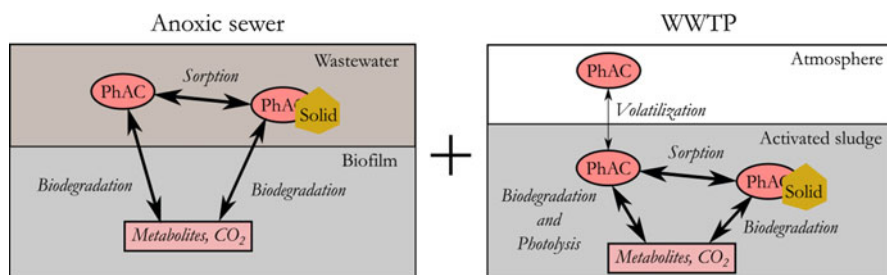 Anoxic sewer
Wastewater
Sorption
PhAC
PhAC
Solid
Biofilm
Biodegradation
Biodegradation
Metabolites, CO2
+
WWTP
Atmosphere
PhAC
Volatilization
Activated sludge
Sorption
PhAC
PhAC
Solid
Biodegradation
and
Photolysis
Biodegradation
Metabolites, CO2